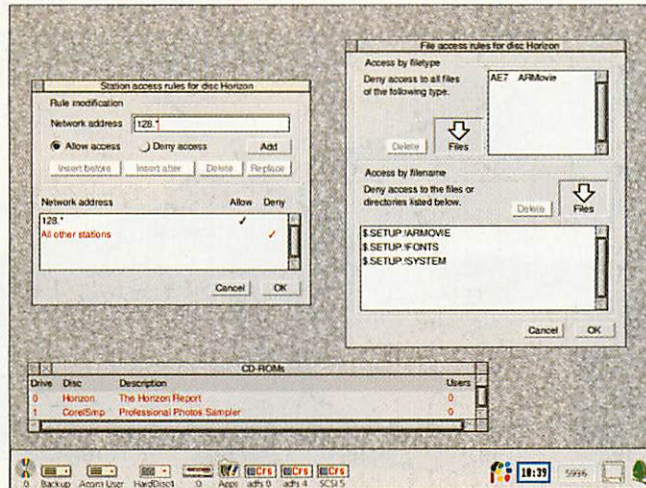 Station access rules for disc Horizon
Rule modification
Network address 128.*
Allow access Deny access Add
Insert before Insert after Delete Replace
Network address Allow Deny
128.* ✓
All other stations ✓
Cancel OK
File access rules for disc Horizon
Access by filetype
Deny access to all files
of the following type.
AE7 ARMovie
Delete Files
Access by filename
Deny access to the files or
directories listed below.
Delete Files
$.SETUP.!ARMOVIE
$.SETUP.!FONTS
$.SETUP.!SYSTEM
Cancel OK
CD-ROMs
Drive Disc Description Users
0 Horizon The Horizon Report 0
1 CorelSmp Professional Photos Sampler 0
:0 Backup Acorn User HardDisc4 :0 Apps adfs 0 adfs 4 SCSI 5
10:39 599K